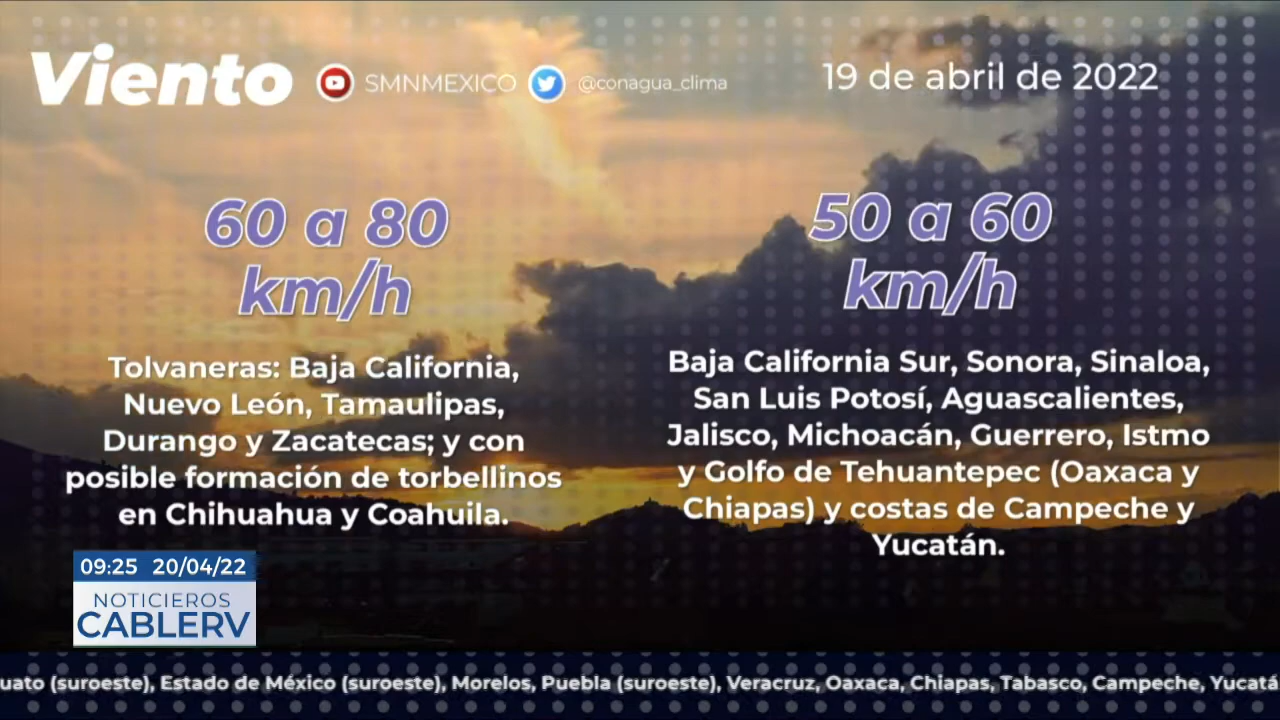 Viento
SMNMEXICO
@conagua_clima
19 de abril de 2022
60 a 80
km/h
Tolvaneras: Baja California,
Nuevo León, Tamaulipas,
Durango y Zacatecas; y con
posible formación de torbellinos
en Chihuahua y Coahuila.
50 a 60
km/h
Baja California Sur, Sonora, Sinaloa,
San Luis Potosí, Aguascalientes,
Jalisco, Michoacán, Guerrero, Istmo
y Golfo de Tehuantepec (Oaxaca y
Chiapas) y costas de Campeche y
Yucatán.
09:25 20/04/22
NOTICIEROS
CABLERV
uato (suroeste), Estado de México (suroeste), Morelos, Puebla (suroeste), Veracruz, Oaxaca, Chiapas, Tabasco, Campeche, Yucatá